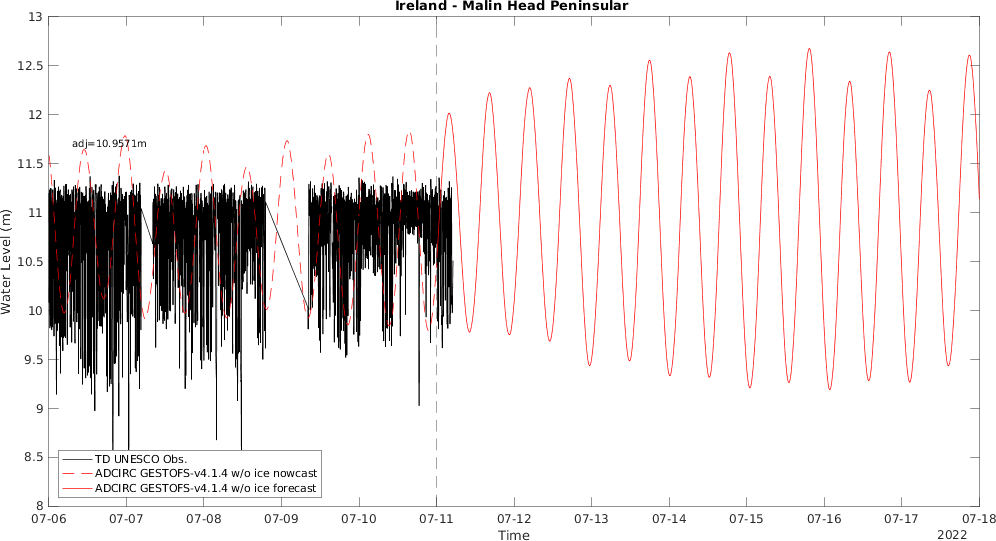 Ireland - Malin Head Peninsular
13
12.5
12
11.5
11
10.5
10
9.5
9
8.5
8
Water Level (m)
adj=10.9571m
TD UNESCO Obs.
ADCIRC GESTOFS-v4.1.4 w/o ice nowcast
ADCIRC GESTOFS-v4.1.4 w/o ice forecast
07-06 07-07 07-08 07-09 07-10 07-11 07-12 07-13 07-14 07-15 07-16 07-17 07-18
Time
2022